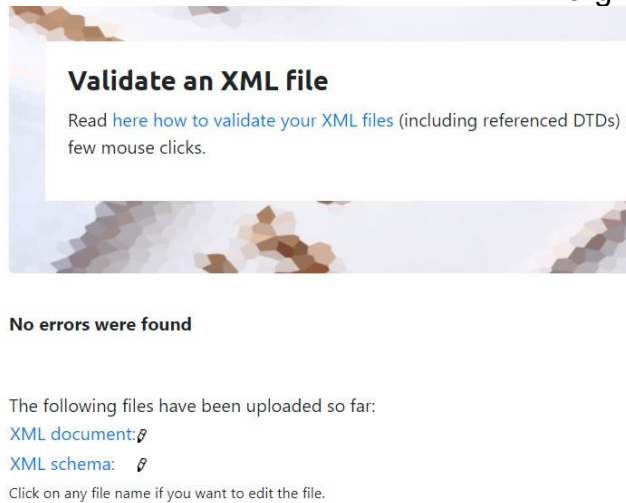 Validate an XML file
Read here how to validate your XML files (including referenced DTDs)
few mouse clicks.
No errors were found
The following files have been uploaded so far:
XML document:
XML schema:
Click on any file name if you want to edit the file.